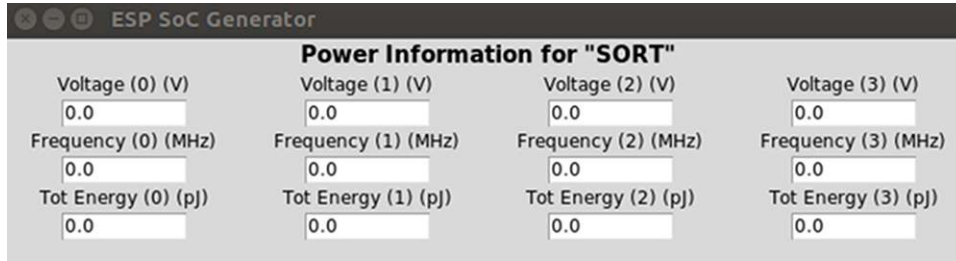 ESP SoC Generator
Power Information for "SORT"
Voltage (0) (V) Voltage (1) (V) Voltage (2) (V) Voltage (3) (V)
0.0 0.0 0.0 0.0
Frequency (0) (MHz) Frequency (1) (MHz) Frequency (2) (MHz) Frequency (3) (MHz)
0.0 0.0 0.0 0.0
Tot Energy (0) (pJ) Tot Energy (1) (pJ) Tot Energy (2) (pJ) Tot Energy (3) (pJ)
0.0 0.0 0.0 0.0